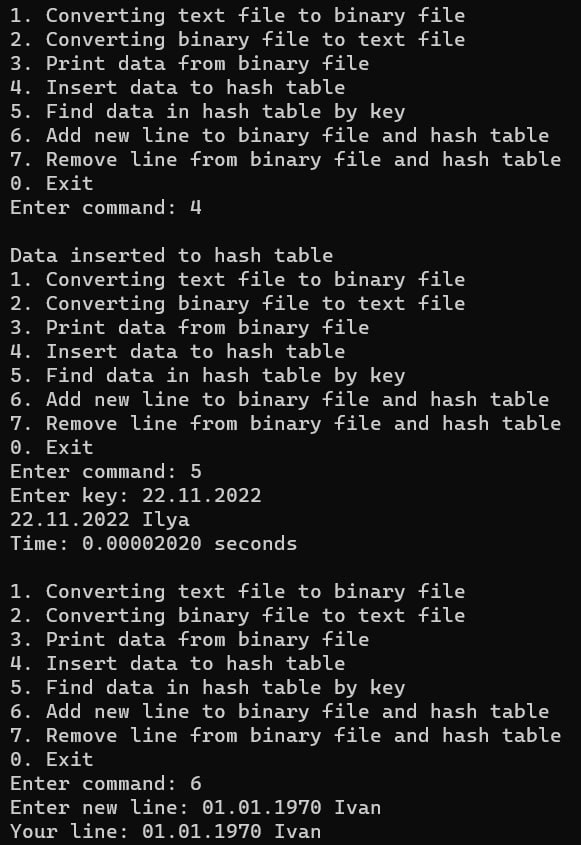 1. Converting text file to binary file
2. Converting binary file to text file
3. Print data from binary file
4. Insert data to hash table
5. Find data in hash table by key
6. Add new line to binary file and hash table
7. Remove line from binary file and hash table
0. Exit
Enter command: 4
Data inserted to hash table
1. Converting text file to binary file
2. Converting binary file to text file
3. Print data from binary file
4. Insert data to hash table
5. Find data in hash table by key
6. Add new line to binary file and hash table
7. Remove line from binary file and hash table
0. Exit
Enter command: 5
Enter key: 22.11.2022
22.11.2022 Ilya
Time: 0.00002020 seconds
1. Converting text file to binary file
2. Converting binary file to text file
3. Print data from binary file
4. Insert data to hash table
5. Find data in hash table by key
6. Add new line to binary file and hash table
7. Remove line from binary file and hash table
0. Exit
Enter command: 6
Enter new line: 01.01.1970 Ivan
Your line: 01.01.1970 Ivan